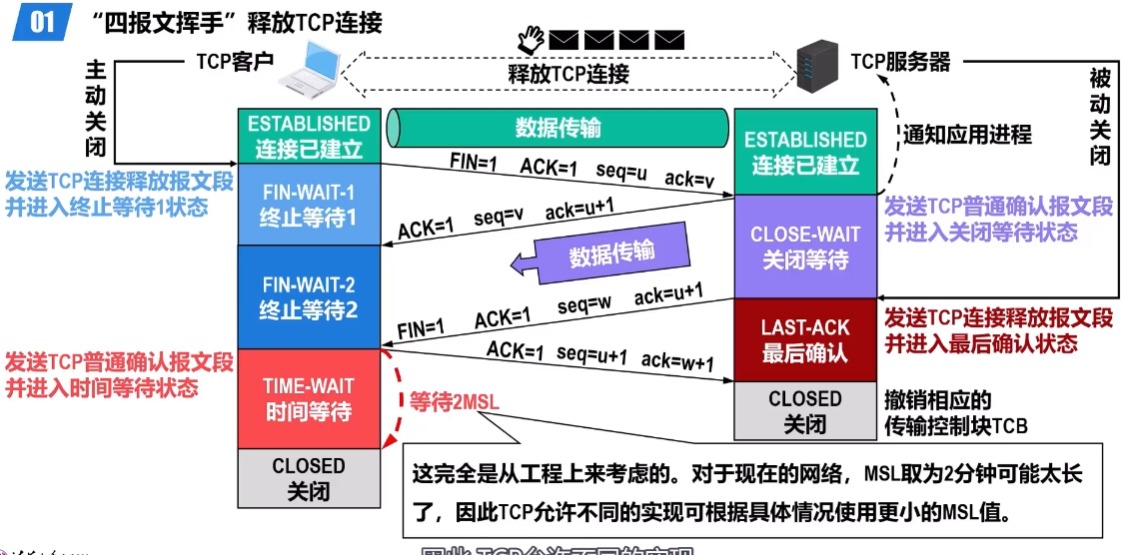 01 “四报文挥手”释放TCP连接
TCP客户
释放TCP连接
TCP服务器
主动关闭
被动关闭
通知应用进程
ESTABLISHED
连接已建立
数据传输
ESTABLISHED
连接已建立
FIN=1 ACK=1 seq=u ack=v
发送TCP连接释放报文段
并进入终止等待1状态
FIN-WAIT-1
终止等待1
ACK=1 seq=v ack=u+1
CLOSE-WAIT
关闭等待
发送TCP普通确认报文段
并进入关闭等待状态
数据传输
FIN-WAIT-2
终止等待2
FIN=1 ACK=1 seq=w ack=u+1
LAST-ACK
最后确认
发送TCP连接释放报文段
并进入最后确认状态
ACK=1 seq=u+1 ack=w+1
发送TCP普通确认报文段
并进入时间等待状态
TIME-WAIT
时间等待
等待2MSL
CLOSED
关闭
撤销相应的
传输控制块TCB
CLOSED
关闭
这完全是从工程上来考虑的。对于现在的网络，MSL取为2分钟可能太长
了，因此TCP允许不同的实现可根据具体情况使用更小的MSL值。
因此 TCP允许不同的实现